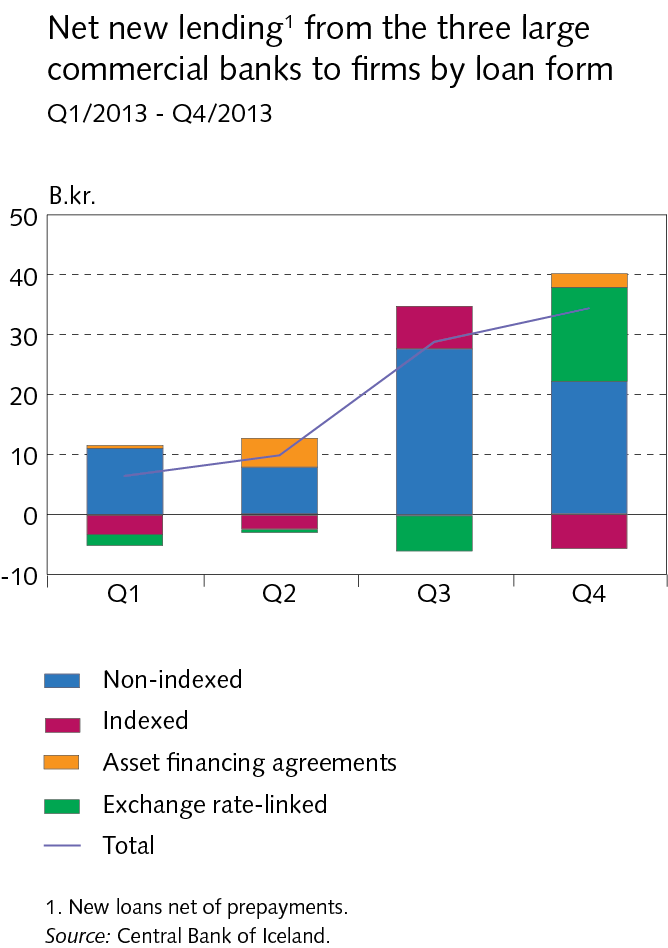 Net new lending¹ from the three large
commercial banks to firms by loan form
Q1/2013 - Q4/2013
B.kr.
50
40
30
20
10
0
-10
Q1 Q2 Q3 Q4
Non-indexed
Indexed
Asset financing agreements
Exchange rate-linked
Total
1. New loans net of prepayments.
Source: Central Bank of Iceland.